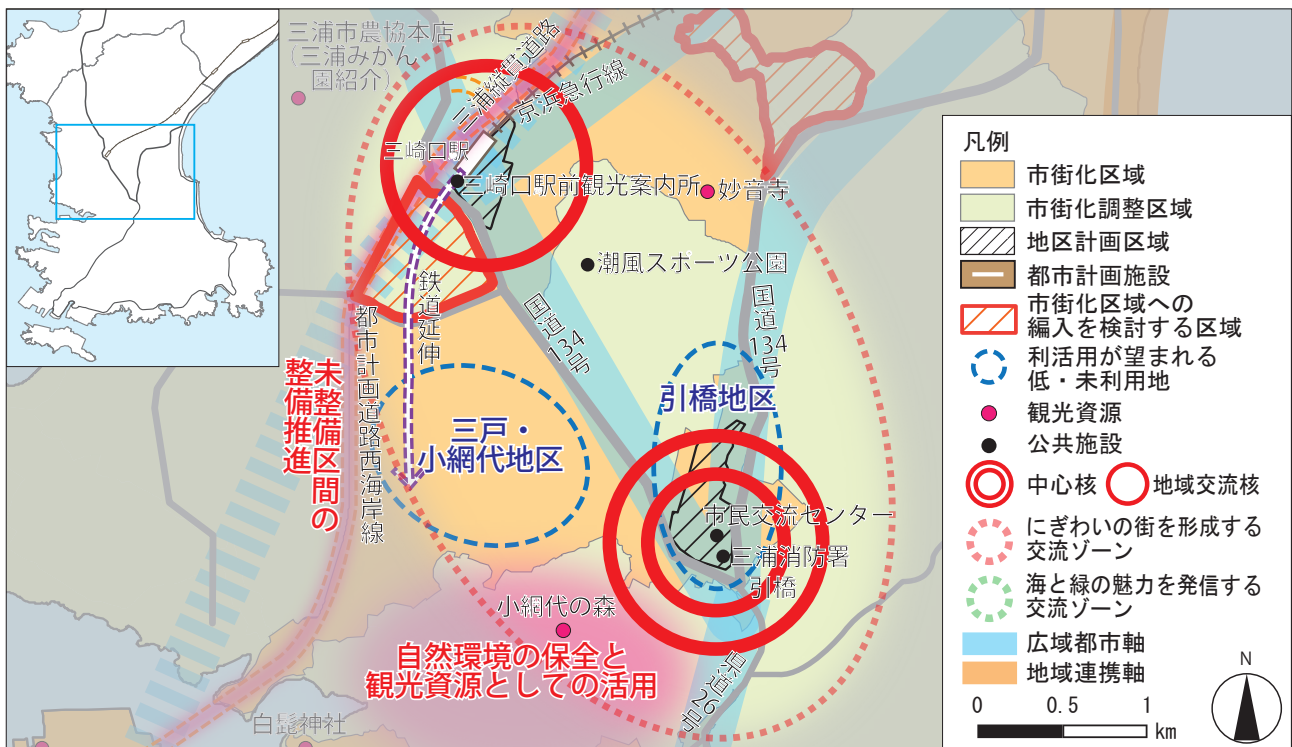 三浦市農協本店
(三浦みかん
園紹介)
三浦縦貫道路
京浜急行線
三崎口駅
三崎口駅前観光案内所
妙音寺
潮風スポーツ公園
鉄道延伸
国道134号
国道134号
都市計画道路西海岸線
未整備区間の
整備推進
三戸・
小網代地区
引橋地区
市民交流センター
三浦消防署
引橋
小網代の森
自然環境の保全と
観光資源としての活用
県道26号
白髭神社
凡例
市街化区域
市街化調整区域
地区計画区域
都市計画施設
市街化区域への
編入を検討する区域
利活用が望まれる
低・未利用地
観光資源
公共施設
中心核
地域交流核
にぎわいの街を形成する
交流ゾーン
海と緑の魅力を発信する
交流ゾーン
広域都市軸
地域連携軸
N
0 0.5 1
km